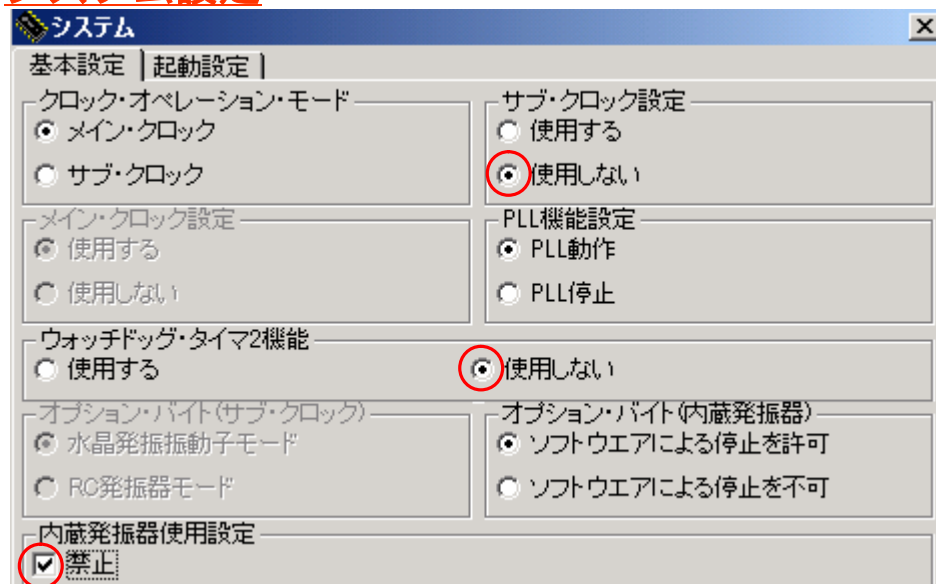 システム設定
システム
基本設定 起動設定
クロック・オペレーション・モード
メイン・クロック
サブ・クロック
サブ・クロック設定
使用する
使用しない
メイン・クロック設定
使用する
使用しない
PLL機能設定
PLL動作
PLL停止
ウォッチドッグ・タイマ2機能
使用する 使用しない
オプション・バイト(サブ・クロック)
水晶発振振動子モード
RC発振器モード
オプション・バイト(内蔵発振器)
ソフトウエアによる停止を許可
ソフトウエアによる停止を不可
内蔵発振器使用設定
禁止